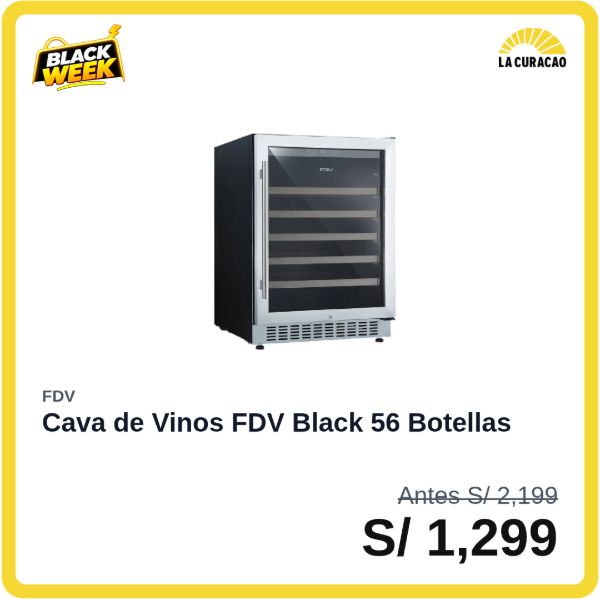 BLACK
WEEK
LA CURACAO
FDV
FDV
Cava de Vinos FDV Black 56 Botellas
Antes S/ 2,199
S/ 1,299